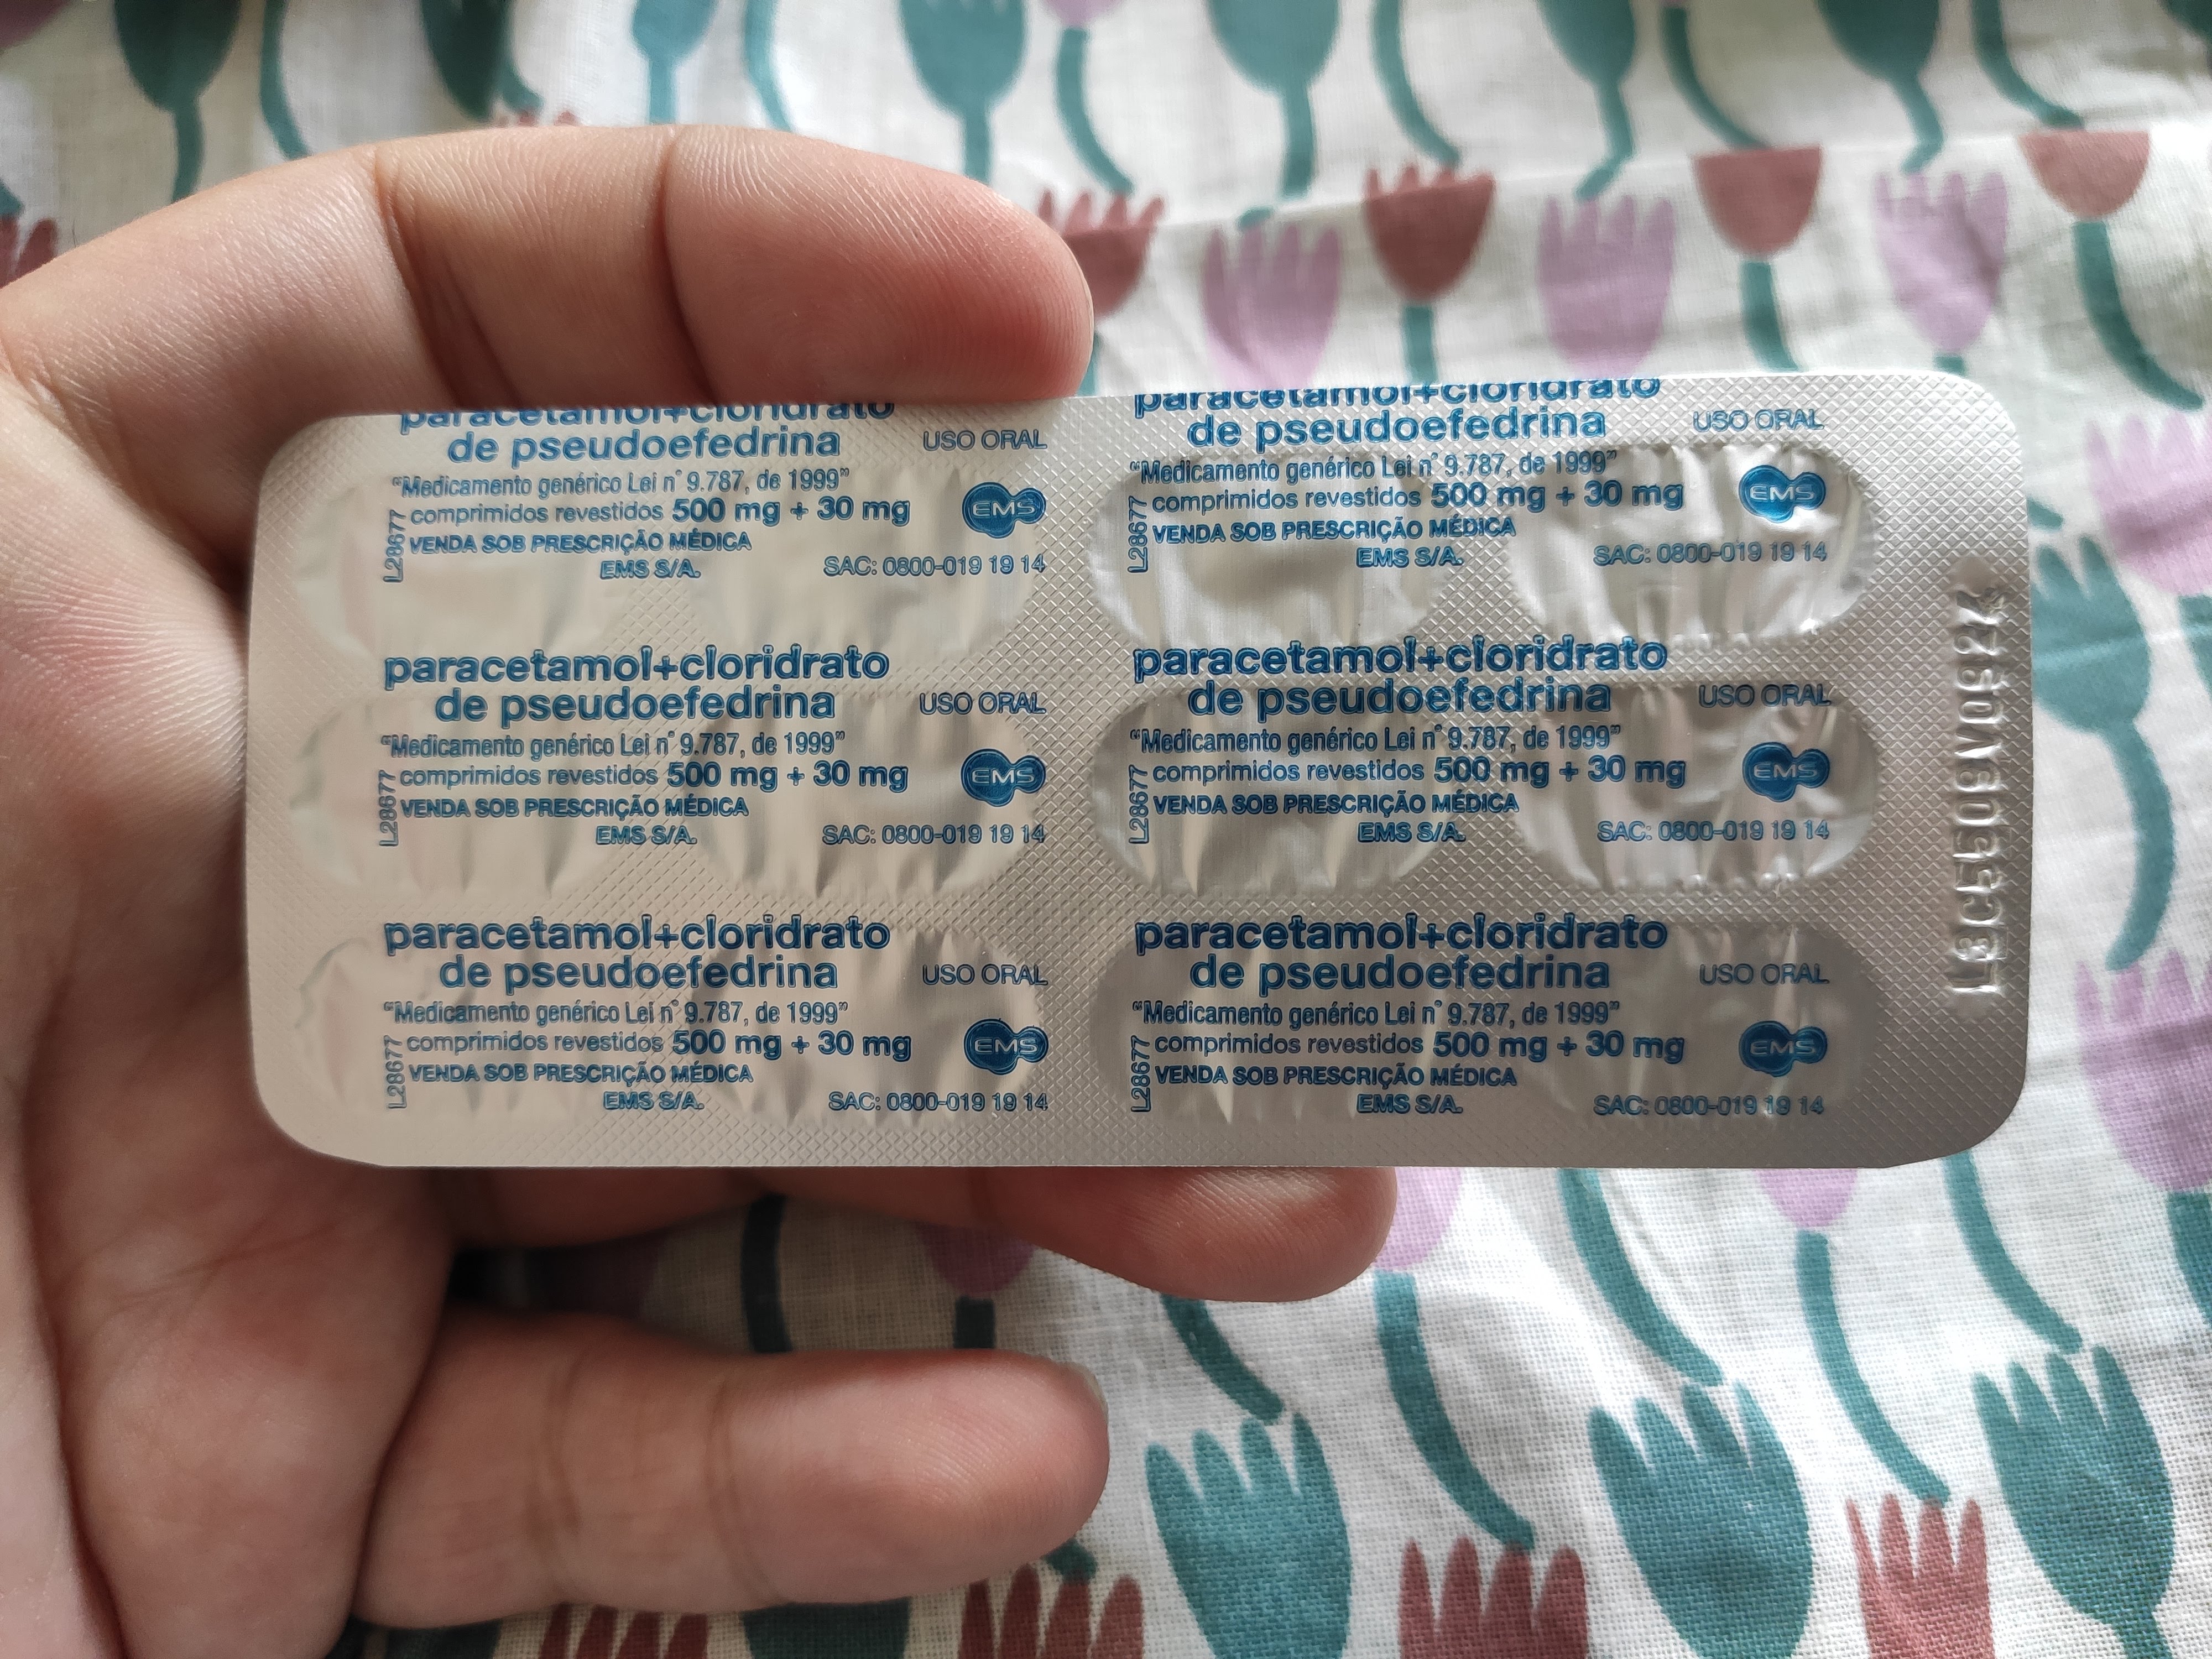 paracetamol+cloridrato
de pseudoefedrina USO ORAL
"Medicamento genérico Lei n° 9.787, de 1999"
comprimidos revestidos 500 mg + 30 mg EMS
VENDA SOB PRESCRIÇÃO MÉDICA
EMS S/A. SAC: 0800-019 19 14
L28677
paracetamol+cloridrato
de pseudoefedrina USO ORAL
"Medicamento genérico Lei n° 9.787, de 1999"
comprimidos revestidos 500 mg + 30 mg EMS
VENDA SOB PRESCRIÇÃO MÉDICA
EMS S/A. SAC: 0800-019 19 14
L28677
paracetamol+cloridrato
de pseudoefedrina USO ORAL
"Medicamento genérico Lei n° 9.787, de 1999"
comprimidos revestidos 500 mg + 30 mg EMS
VENDA SOB PRESCRIÇÃO MÉDICA
EMS S/A. SAC: 0800-019 19 14
L28677
paracetamol+cloridrato
de pseudoefedrina USO ORAL
"Medicamento genérico Lei n° 9.787, de 1999"
comprimidos revestidos 500 mg + 30 mg EMS
VENDA SOB PRESCRIÇÃO MÉDICA
EMS S/A. SAC: 0800-019 19 14
L28677
paracetamol+cloridrato
de pseudoefedrina USO ORAL
"Medicamento genérico Lei n° 9.787, de 1999"
comprimidos revestidos 500 mg + 30 mg EMS
VENDA SOB PRESCRIÇÃO MÉDICA
EMS S/A. SAC: 0800-019 19 14
L28677
paracetamol+cloridrato
de pseudoefedrina USO ORAL
"Medicamento genérico Lei n° 9.787, de 1999"
comprimidos revestidos 500 mg + 30 mg EMS
VENDA SOB PRESCRIÇÃO MÉDICA
EMS S/A. SAC: 0800-019 19 14
L28677